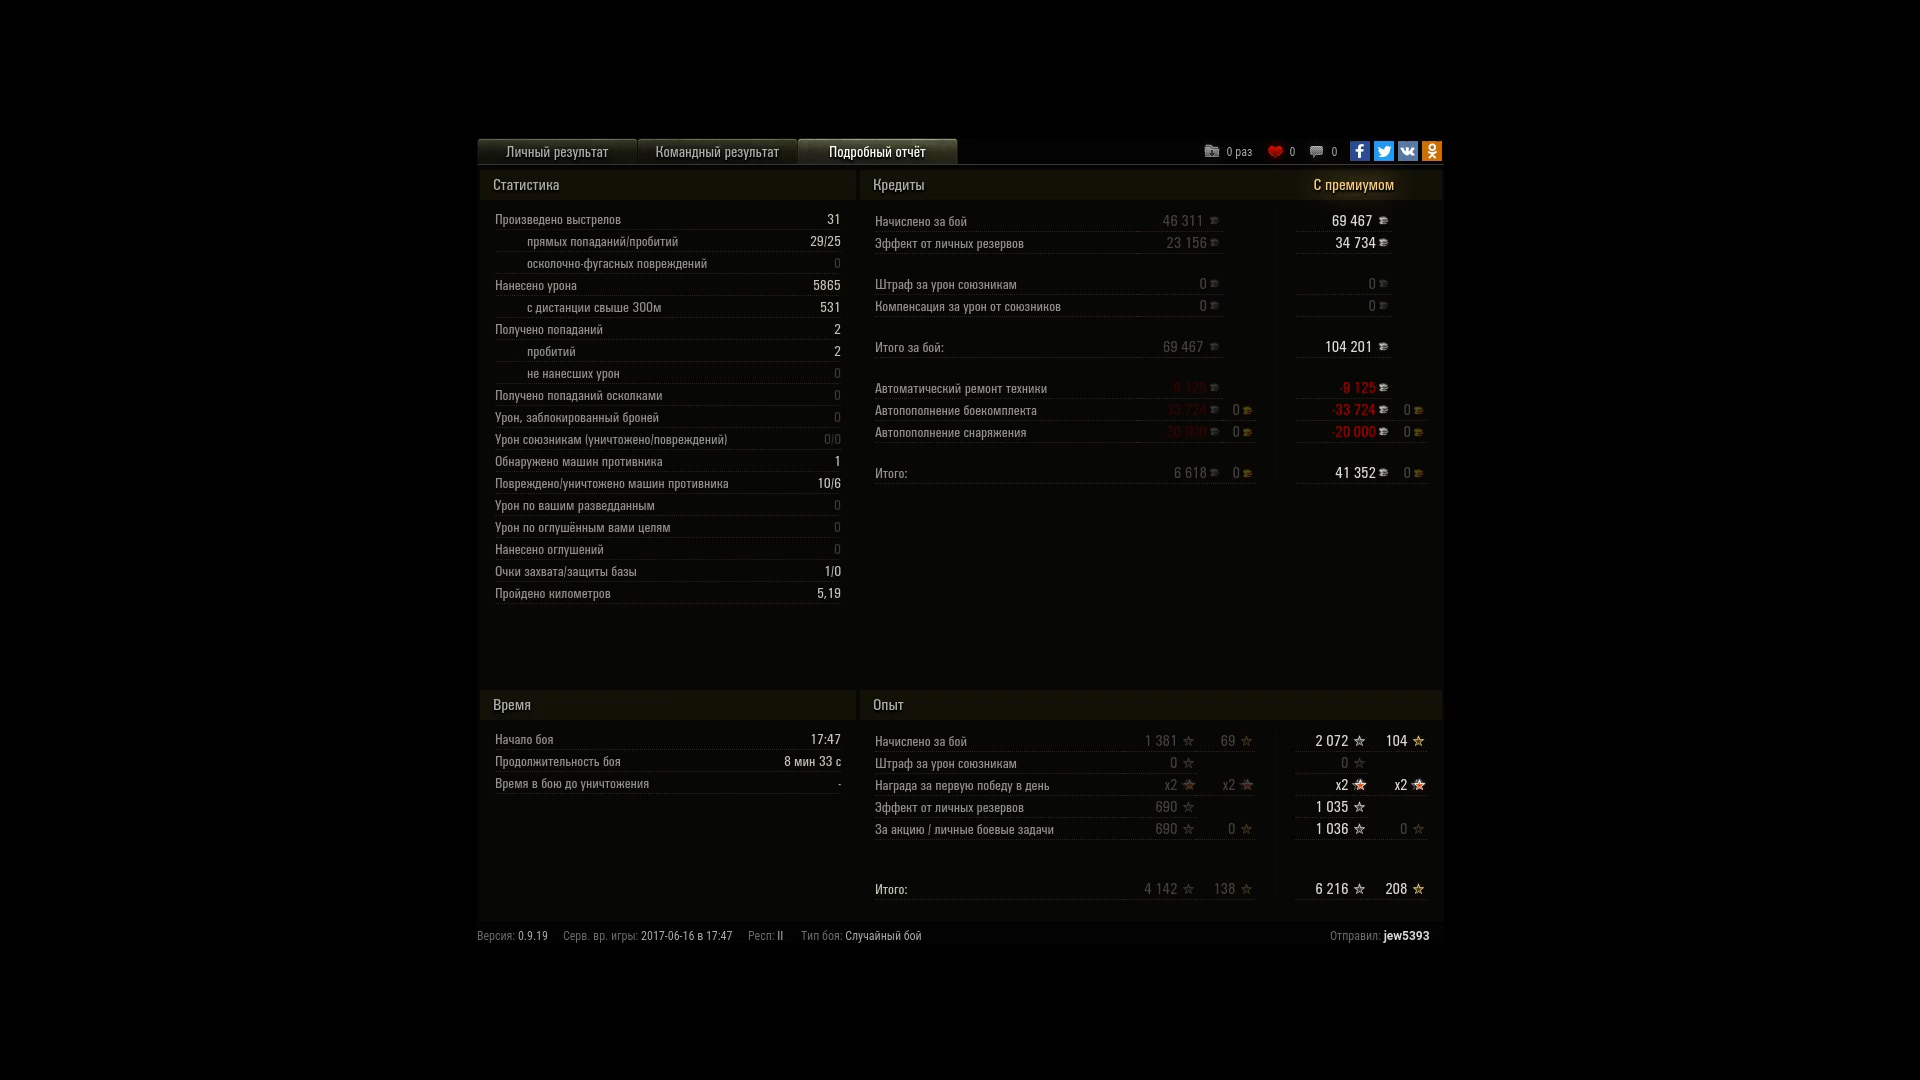 Личный результат Командный результат Подробный отчёт 0 раз 0 0
Статистика
Произведено выстрелов 31
прямых попаданий/пробитий 29/25
осколочно-фугасных повреждений 0
Нанесено урона 5865
с дистанции свыше 300м 531
Получено попаданий 2
пробитий 2
не нанесших урон 0
Получено попаданий осколками 0
Урон, заблокированный броней 0
Урон союзникам (уничтожено/повреждений) 0/0
Обнаружено машин противника 1
Повреждено/уничтожено машин противника 10/6
Урон по вашим разведданным 0
Урон по оглушённым вами целям 0
Нанесено оглушений 0
Очки захвата/защиты базы 1/0
Пройдено километров 5,19
Кредиты С премиумом
Начислено за бой 46 311 69 467
Эффект от личных резервов 23 156 34 734
Штраф за урон союзникам 0 0
Компенсация за урон от союзников 0 0
Итого за бой: 69 467 104 201
Автоматический ремонт техники -9 125 -9 125
Автопополнение боекомплекта -33 724 0 -33 724 0
Автопополнение снаряжения -20 000 0 -20 000 0
Итого: 6 618 0 41 352 0
Время
Начало боя 17:47
Продолжительность боя 8 мин 33 с
Время в бою до уничтожения -
Опыт
Начислено за бой 1 381 69 2 072 104
Штраф за урон союзникам 0 0
Награда за первую победу в день x2 x2 x2 x2
Эффект от личных резервов 690 1 035
За акцию / личные боевые задачи 690 0 1 036 0
Итого: 4 142 138 6 216 208
Версия: 0.9.19 Серв. вр. игры: 2017-06-16 в 17:47 Респ: II Тип боя: Случайный бой Отправил: jew5393